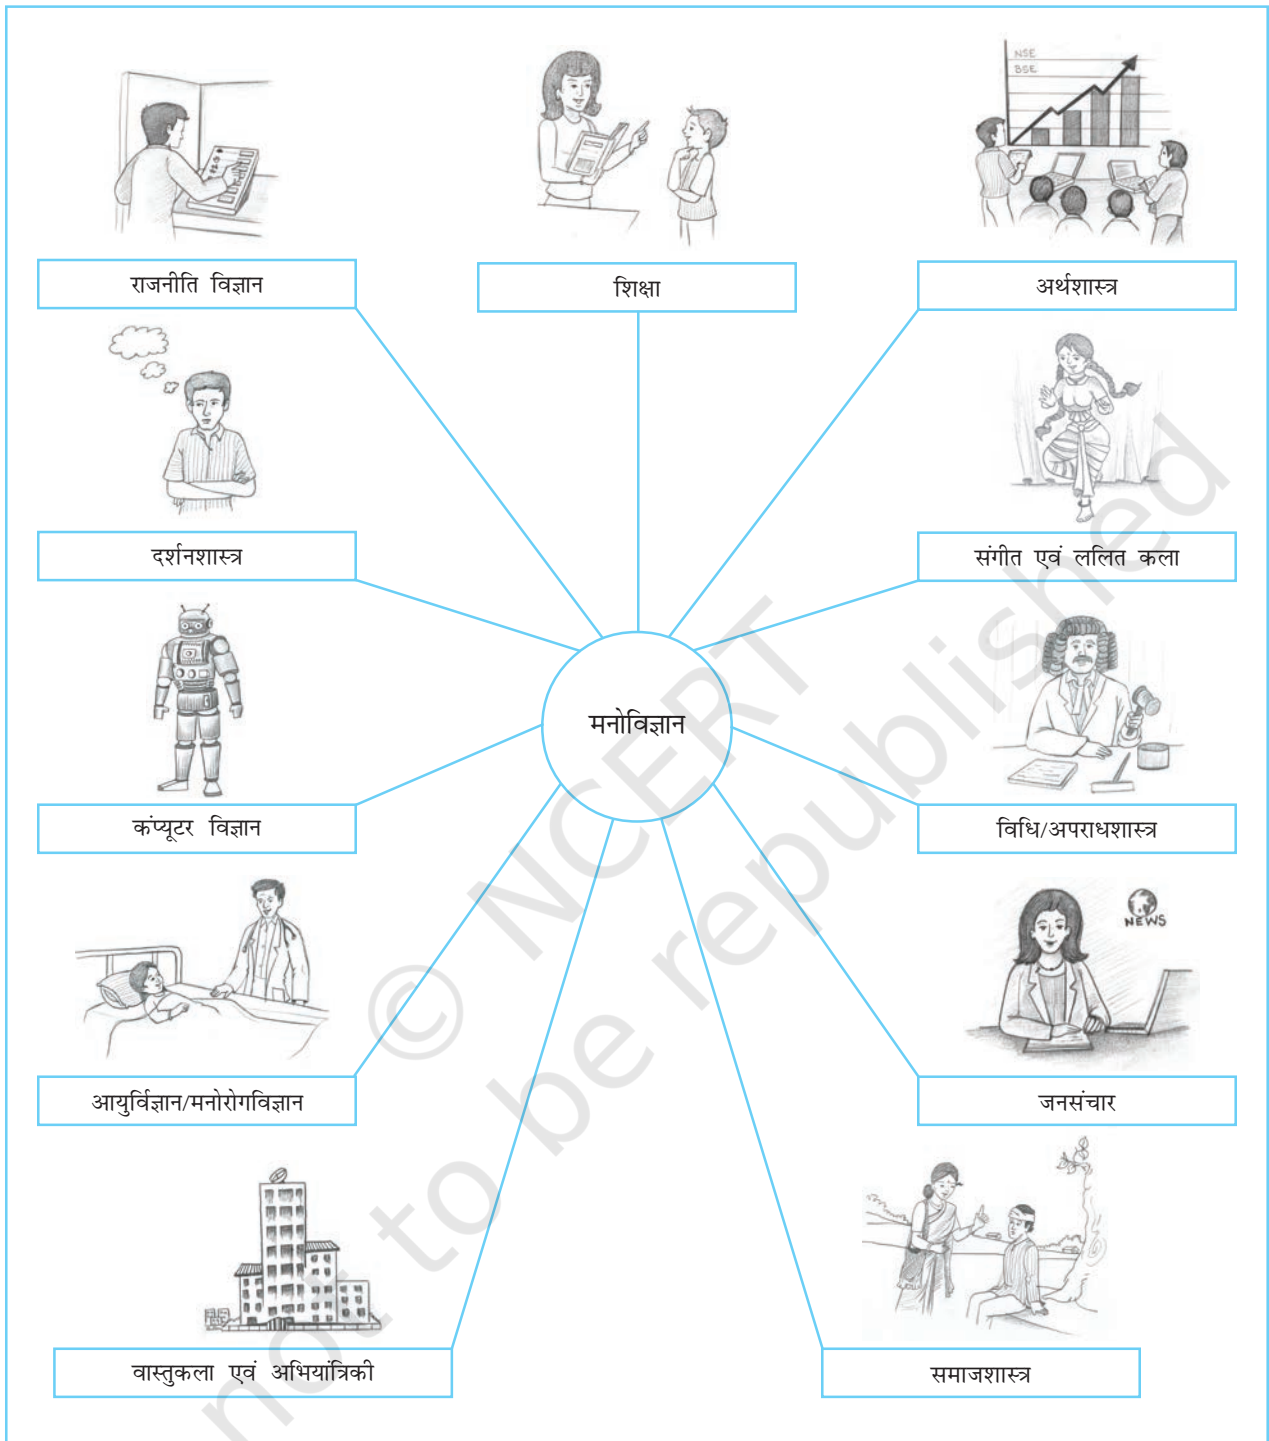 NSE
BSE
राजनीति विज्ञान
शिक्षा
अर्थशास्त्र
दर्शनशास्त्र
संगीत एवं ललित कला
मनोविज्ञान
कंप्यूटर विज्ञान
विधि/अपराधशास्त्र
NEWS
आयुर्विज्ञान/मनोरोगविज्ञान
जनसंचार
वास्तुकला एवं अभियांत्रिकी
समाजशास्त्र
© NCERT
not to be republished